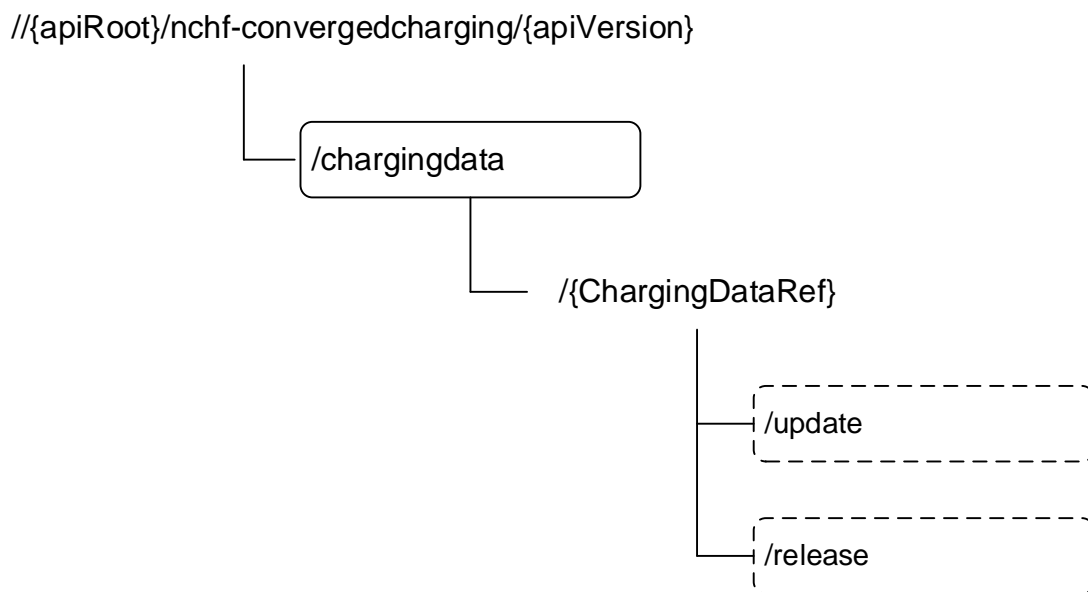 //{apiRoot}/nchf-convergedcharging/{apiVersion}
/chargingdata
/{ChargingDataRef}
/update
/release